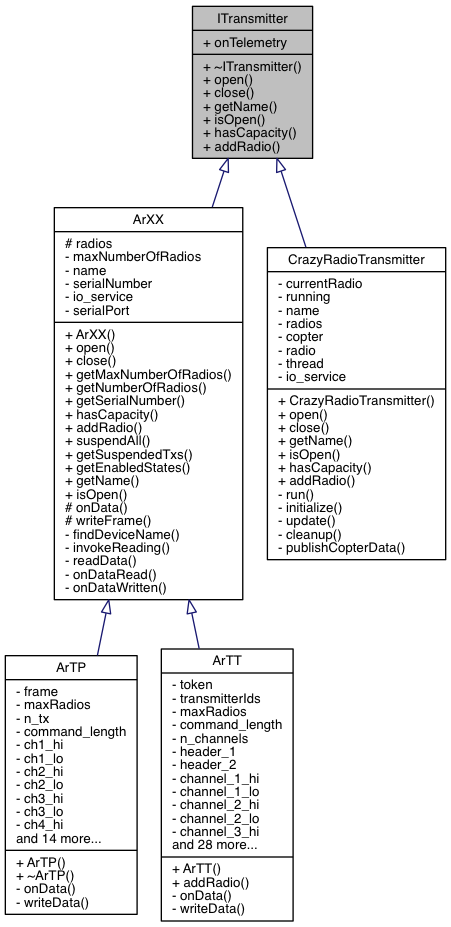 ITransmitter
+ onTelemetry
+ ~ITransmitter()
+ open()
+ close()
+ getName()
+ isOpen()
+ hasCapacity()
+ addRadio()
ArXX
# radios
- maxNumberOfRadios
- name
- serialNumber
- io_service
- serialPort
+ ArXX()
+ open()
+ close()
+ getMaxNumberOfRadios()
+ getNumberOfRadios()
+ getSerialNumber()
+ hasCapacity()
+ addRadio()
+ suspendAll()
+ getSuspendedTxs()
+ getEnabledStates()
+ getName()
+ isOpen()
# onData()
# writeFrame()
- findDeviceName()
- invokeReading()
- readData()
- onDataRead()
- onDataWritten()
CrazyRadioTransmitter
- currentRadio
- running
- name
- radios
- copter
- radio
- thread
- io_service
+ CrazyRadioTransmitter()
+ open()
+ close()
+ getName()
+ isOpen()
+ hasCapacity()
+ addRadio()
- run()
- initialize()
- update()
- cleanup()
- publishCopterData()
ArTP
- frame
- maxRadios
- n_tx
- command_length
- ch1_hi
- ch1_lo
- ch2_hi
- ch2_lo
- ch3_hi
- ch3_lo
- ch4_hi
and 14 more...
+ ArTP()
+ ~ArTP()
- onData()
- writeData()
ArTT
- token
- transmitterIds
- maxRadios
- command_length
- n_channels
- header_1
- header_2
- channel_1_hi
- channel_1_lo
- channel_2_hi
- channel_2_lo
- channel_3_hi
and 28 more...
+ ArTT()
+ addRadio()
- onData()
- writeData()